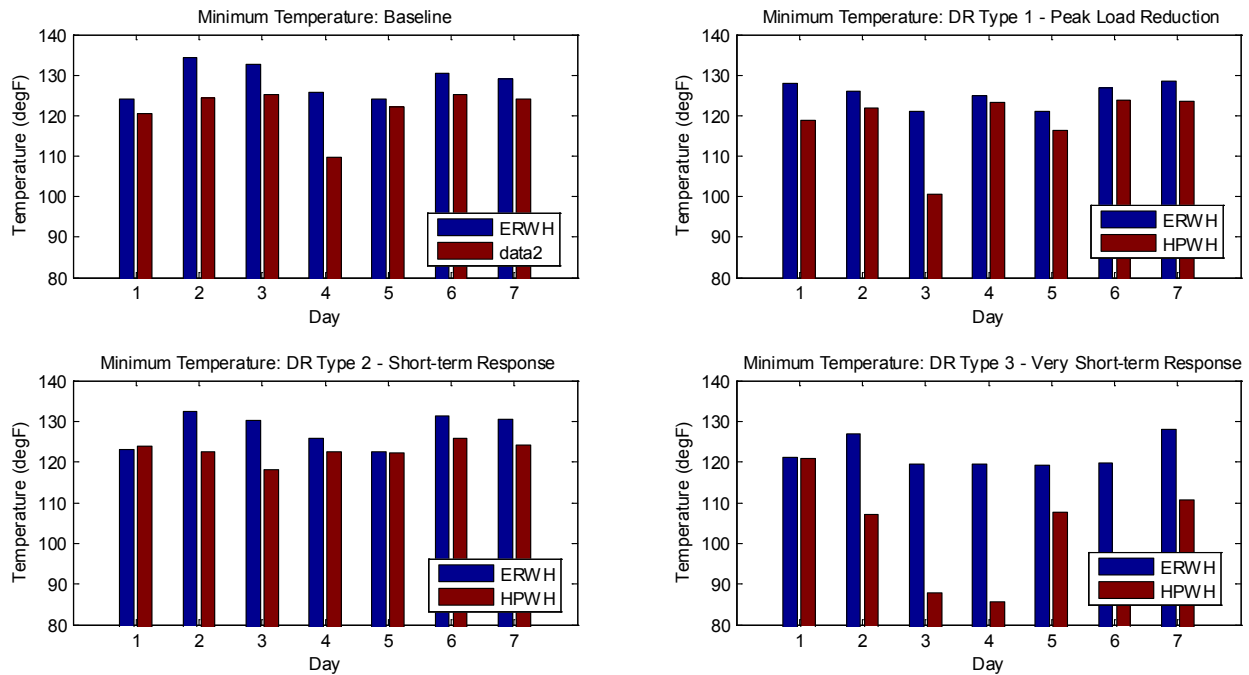 Minimum Temperature: Baseline
140
130
120
110
100
90
80
Temperature (degF)
ERWH
data2
1 2 3 4 5 6 7
Day
Minimum Temperature: DR Type 1 - Peak Load Reduction
140
130
120
110
100
90
80
Temperature (degF)
ERWH
HPWH
1 2 3 4 5 6 7
Day
Minimum Temperature: DR Type 2 - Short-term Response
140
130
120
110
100
90
80
Temperature (degF)
ERWH
HPWH
1 2 3 4 5 6 7
Day
Minimum Temperature: DR Type 3 - Very Short-term Response
140
130
120
110
100
90
80
Temperature (degF)
ERWH
HPWH
1 2 3 4 5 6 7
Day